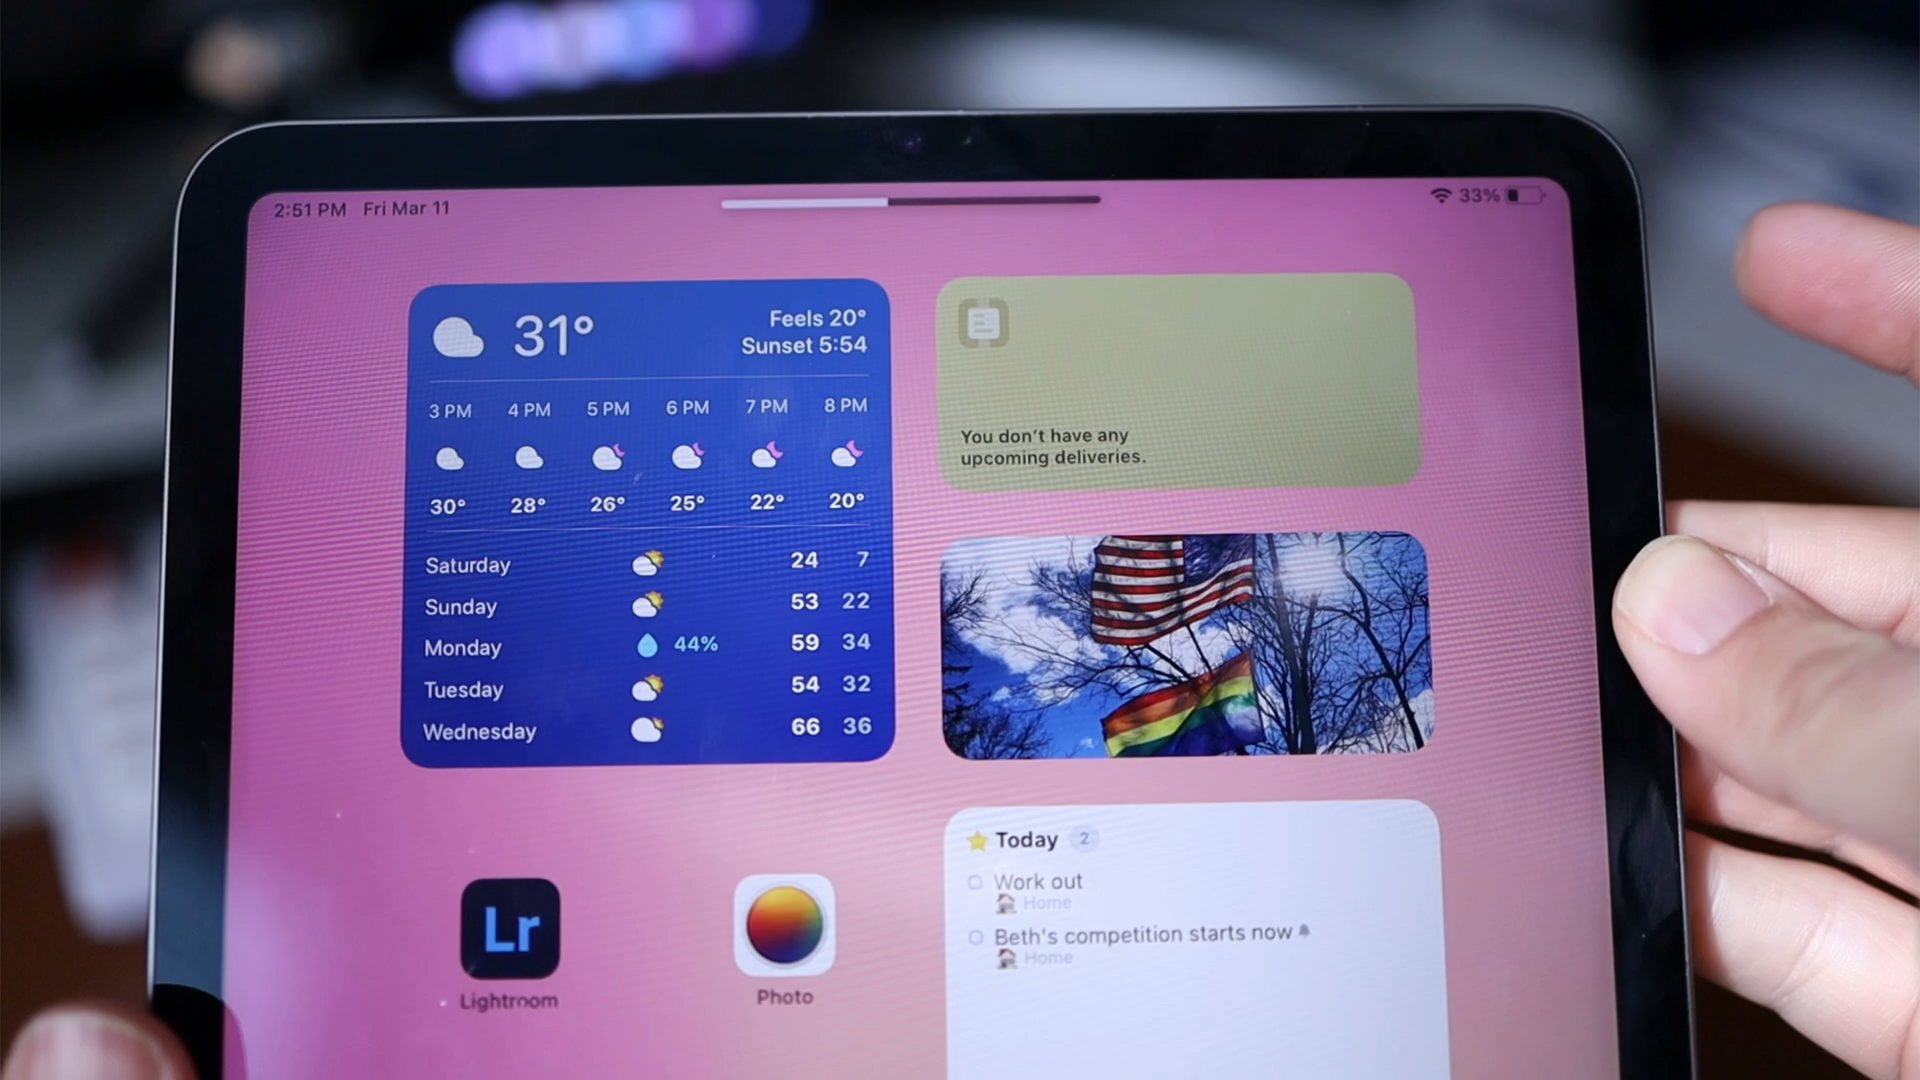 2:51 PM Fri Mar 11
33%
31°
Feels 20°
Sunset 5:54
3 PM 4 PM 5 PM 6 PM 7 PM 8 PM
30° 28° 26° 25° 22° 20°
Saturday 24 7
Sunday 53 22
Monday 44% 59 34
Tuesday 54 32
Wednesday 66 36
You don't have any
upcoming deliveries.
Lr
Lightroom
Photo
Today 2
Work out
Home
Beth's competition starts now
Home